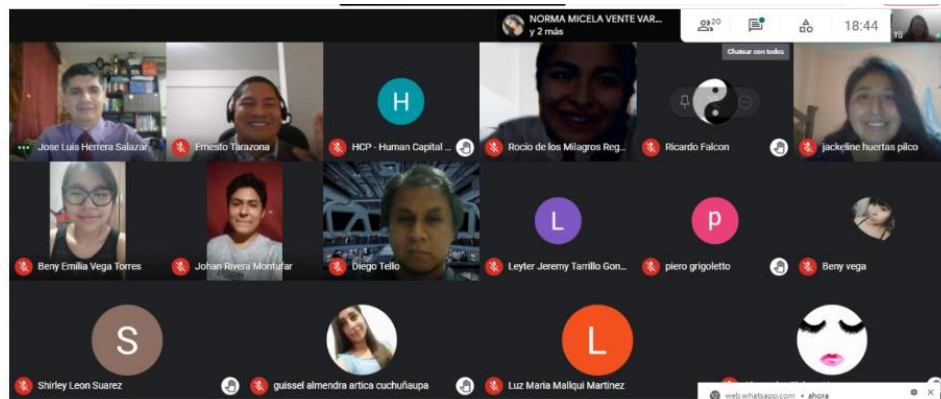 NORMA MICELA VENTE VAR...
y 2 más
20
18:44
Tú
Chatear con todos
H
Jose Luis Herrera Salazar
Ernesto Tarazona
HCP - Human Capital ...
Rocio de los Milagros Reg...
Ricardo Falcon
jackeline huertas pilco
L
p
Beny Emilia Vega Torres
Johan Rivera Montufar
Diego Tello
Leyter Jeremy Tarrillo Gon...
piero grigoletto
Beny vega
S
L
Shirley Leon Suarez
guissel almendra artica cuchuñaupa
Luz Maria Mallqui Martinez
web.whatsapp.com • ahora